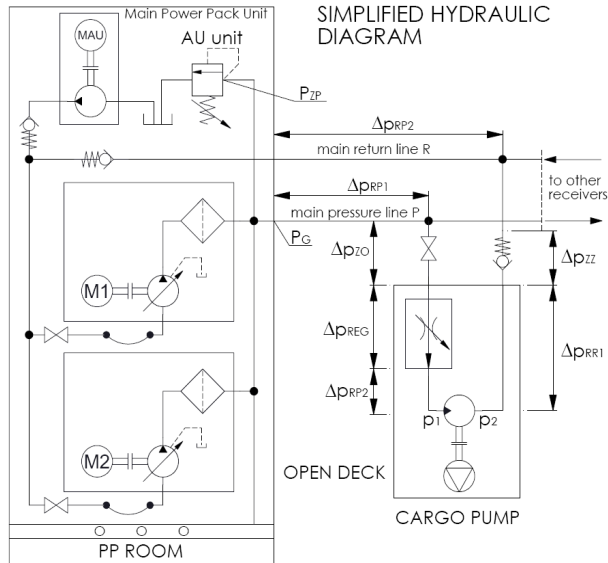 Main Power Pack Unit
SIMPLIFIED HYDRAULIC
DIAGRAM
MAU
AU unit
PZP
ΔpRP2
main return line R
to other
receivers
ΔpRP1
main pressure line P
PG
ΔpZO
ΔpZZ
M1
ΔpREG
ΔpRR1
ΔpRP2
p1
p2
M2
OPEN DECK
CARGO PUMP
PP ROOM